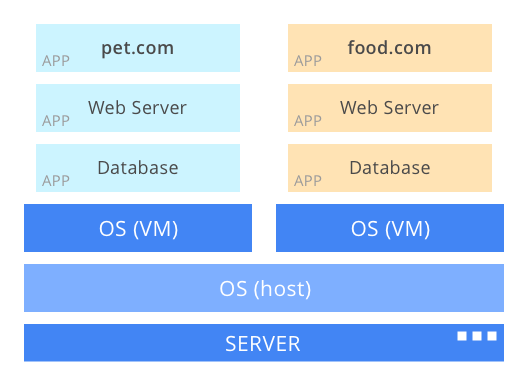 pet.com
APP
food.com
APP
Web Server
APP
Web Server
APP
Database
APP
Database
APP
OS (VM)
OS (VM)
OS (host)
SERVER